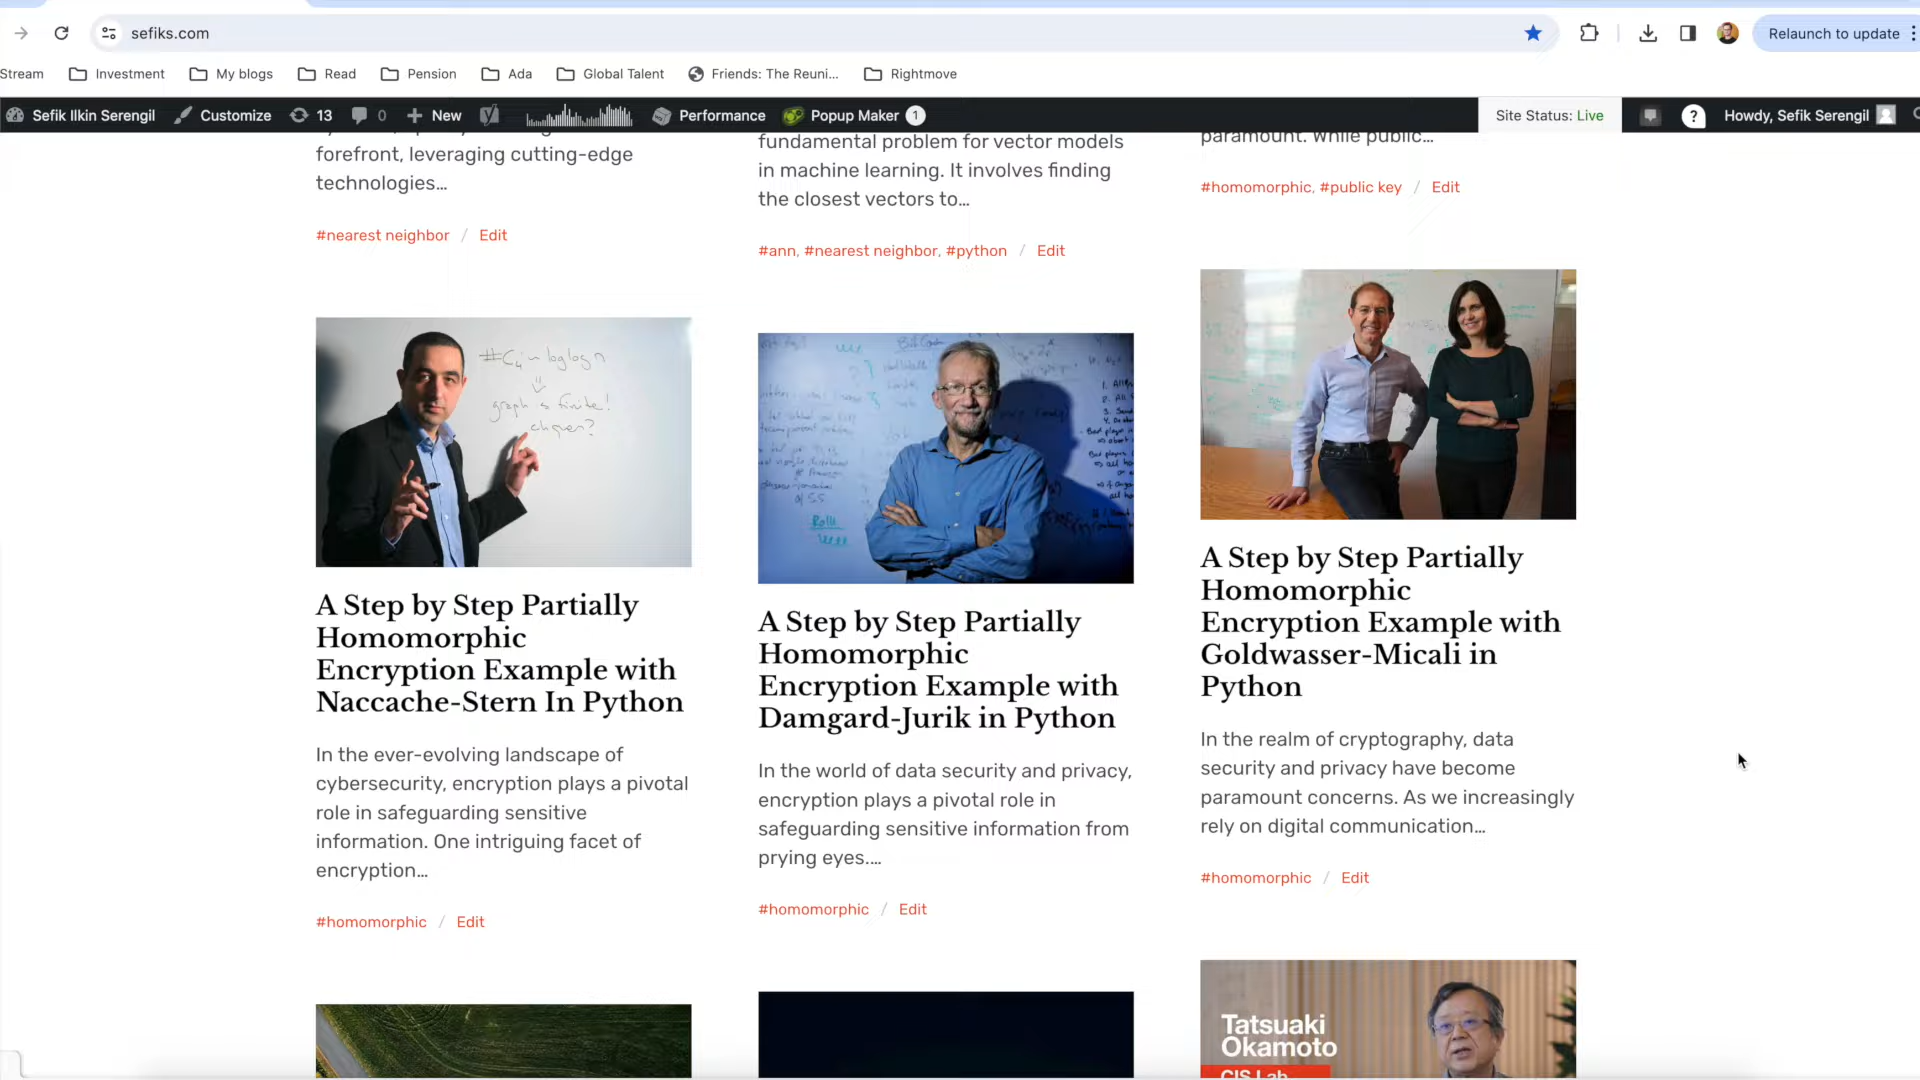 sefiks.com
Relaunch to update
Stream
Investment
My blogs
Read
Pension
Ada
Global Talent
Friends: The Reuni...
Rightmove
Sefik Ilkin Serengil
Customize
13
0
New
Performance
Popup Maker 1
Site Status: Live
?
Howdy, Sefik Serengil
forefront, leveraging cutting-edge
technologies…
#nearest neighbor / Edit
fundamental problem for vector models
in machine learning. It involves finding
the closest vectors to…
#ann, #nearest neighbor, #python / Edit
paramount. While public…
#homomorphic, #public key / Edit
graph is finite!
A Step by Step Partially
Homomorphic
Encryption Example with
Naccache-Stern In Python
In the ever-evolving landscape of
cybersecurity, encryption plays a pivotal
role in safeguarding sensitive
information. One intriguing facet of
encryption…
#homomorphic / Edit
A Step by Step Partially
Homomorphic
Encryption Example with
Damgard-Jurik in Python
In the world of data security and privacy,
encryption plays a pivotal role in
safeguarding sensitive information from
prying eyes.…
#homomorphic / Edit
A Step by Step Partially
Homomorphic
Encryption Example with
Goldwasser-Micali in
Python
In the realm of cryptography, data
security and privacy have become
paramount concerns. As we increasingly
rely on digital communication…
#homomorphic / Edit
Tatsuaki
Okamoto
CIS Lab